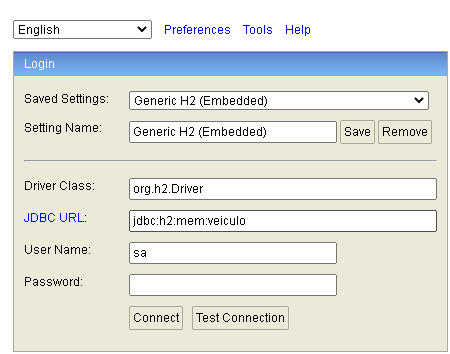 English Preferences Tools Help
Login
Saved Settings: Generic H2 (Embedded)
Setting Name: Generic H2 (Embedded) Save Remove
Driver Class: org.h2.Driver
JDBC URL: jdbc:h2:mem:veiculo
User Name: sa
Password:
Connect Test Connection